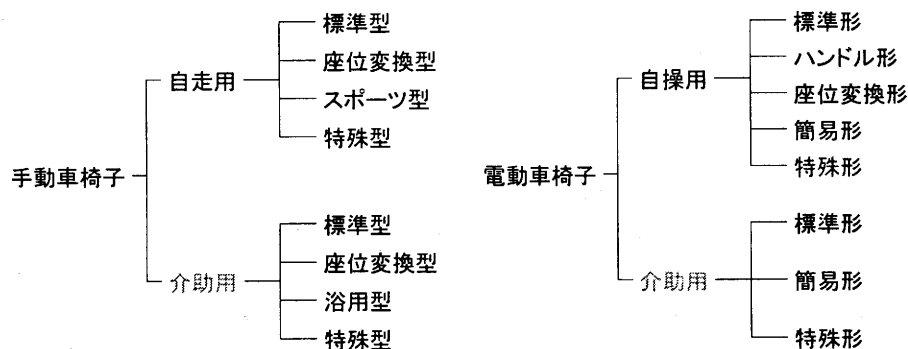 手動車椅子
自走用
標準型
座位変換型
スポーツ型
特殊型
介助用
標準型
座位変換型
浴用型
特殊型
電動車椅子
自操用
標準形
ハンドル形
座位変換形
簡易形
特殊形
介助用
標準形
簡易形
特殊形